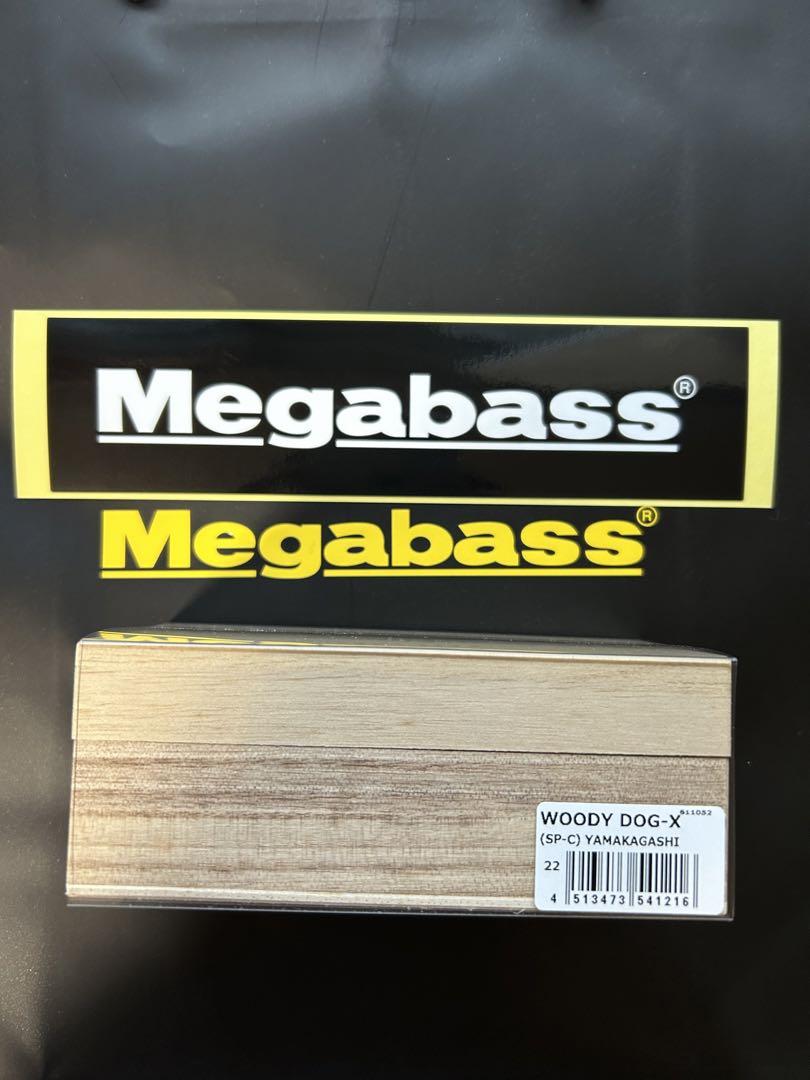 Megabass®
Megabass®
WOODY DOG-X 611052
(SP-C) YAMAKAGASHI
22
4 513473 541216